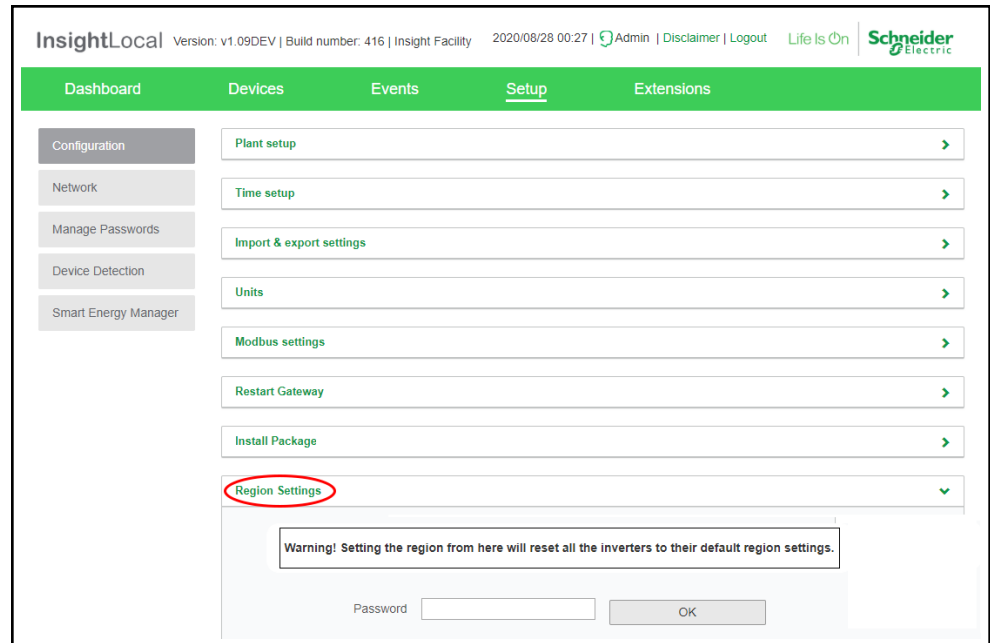 InsightLocal Version: v1.09DEV | Build number: 416 | Insight Facility 2020/08/28 00:27 | Admin | Disclaimer | Logout Life Is On Schneider Electric
Dashboard Devices Events Setup Extensions
Configuration
Network
Manage Passwords
Device Detection
Smart Energy Manager
Plant setup
Time setup
Import & export settings
Units
Modbus settings
Restart Gateway
Install Package
Region Settings
Warning! Setting the region from here will reset all the inverters to their default region settings.
Password OK